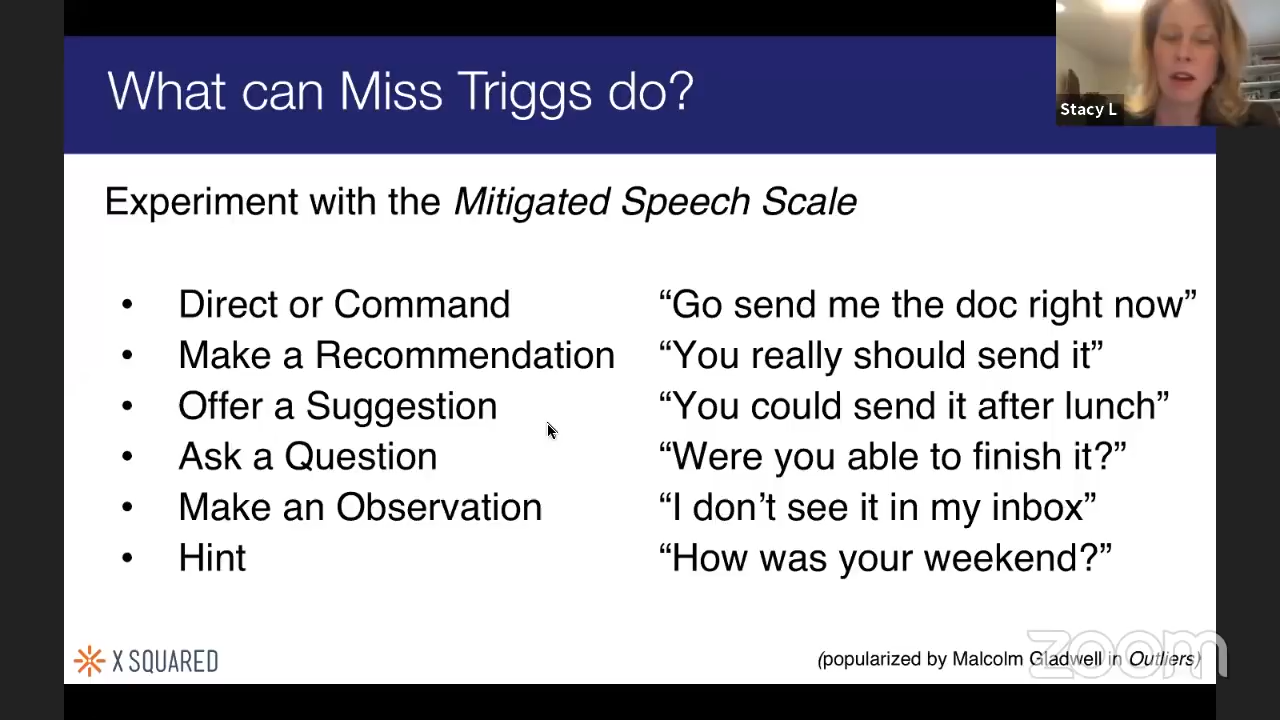 What can Miss Triggs do?
Stacy L
Experiment with the Mitigated Speech Scale
• Direct or Command “Go send me the doc right now”
• Make a Recommendation “You really should send it”
• Offer a Suggestion “You could send it after lunch”
• Ask a Question “Were you able to finish it?”
• Make an Observation “I don’t see it in my inbox”
• Hint “How was your weekend?”
X SQUARED
(popularized by Malcolm Gladwell in Outliers)
zoom